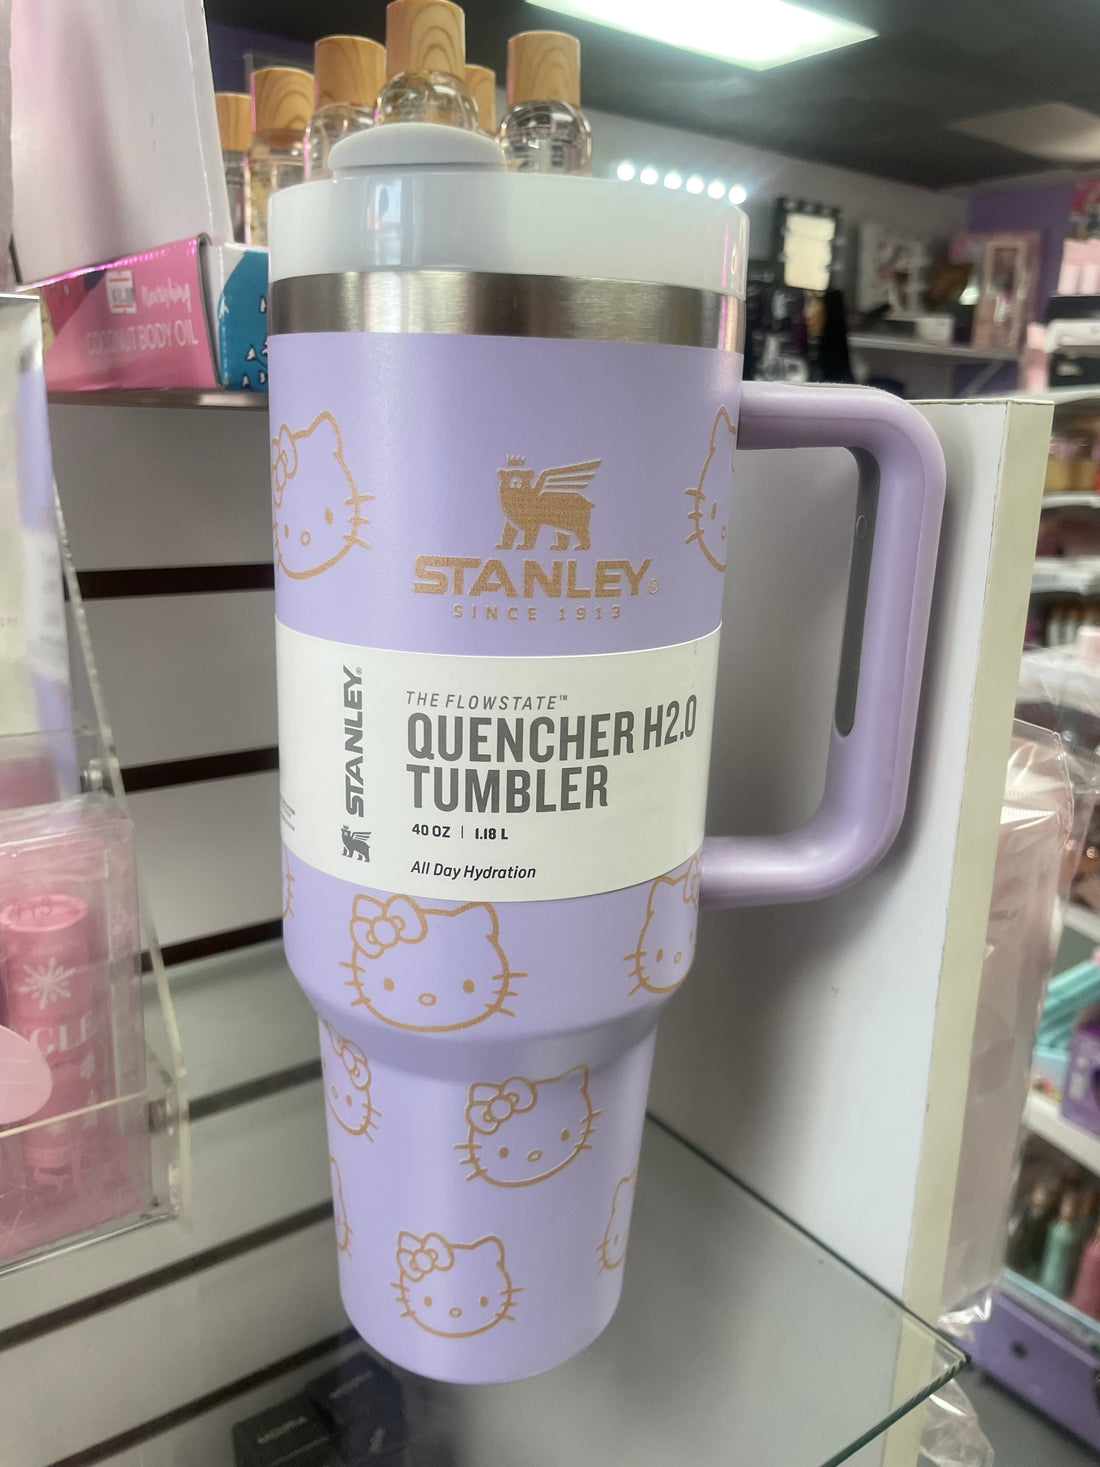 Nourishing
COCONUT BODY OIL
STANLEY®
SINCE 1913
STANLEY®
THE FLOWSTATE™
QUENCHER H2.0
TUMBLER
40 OZ | 1.18 L
All Day Hydration